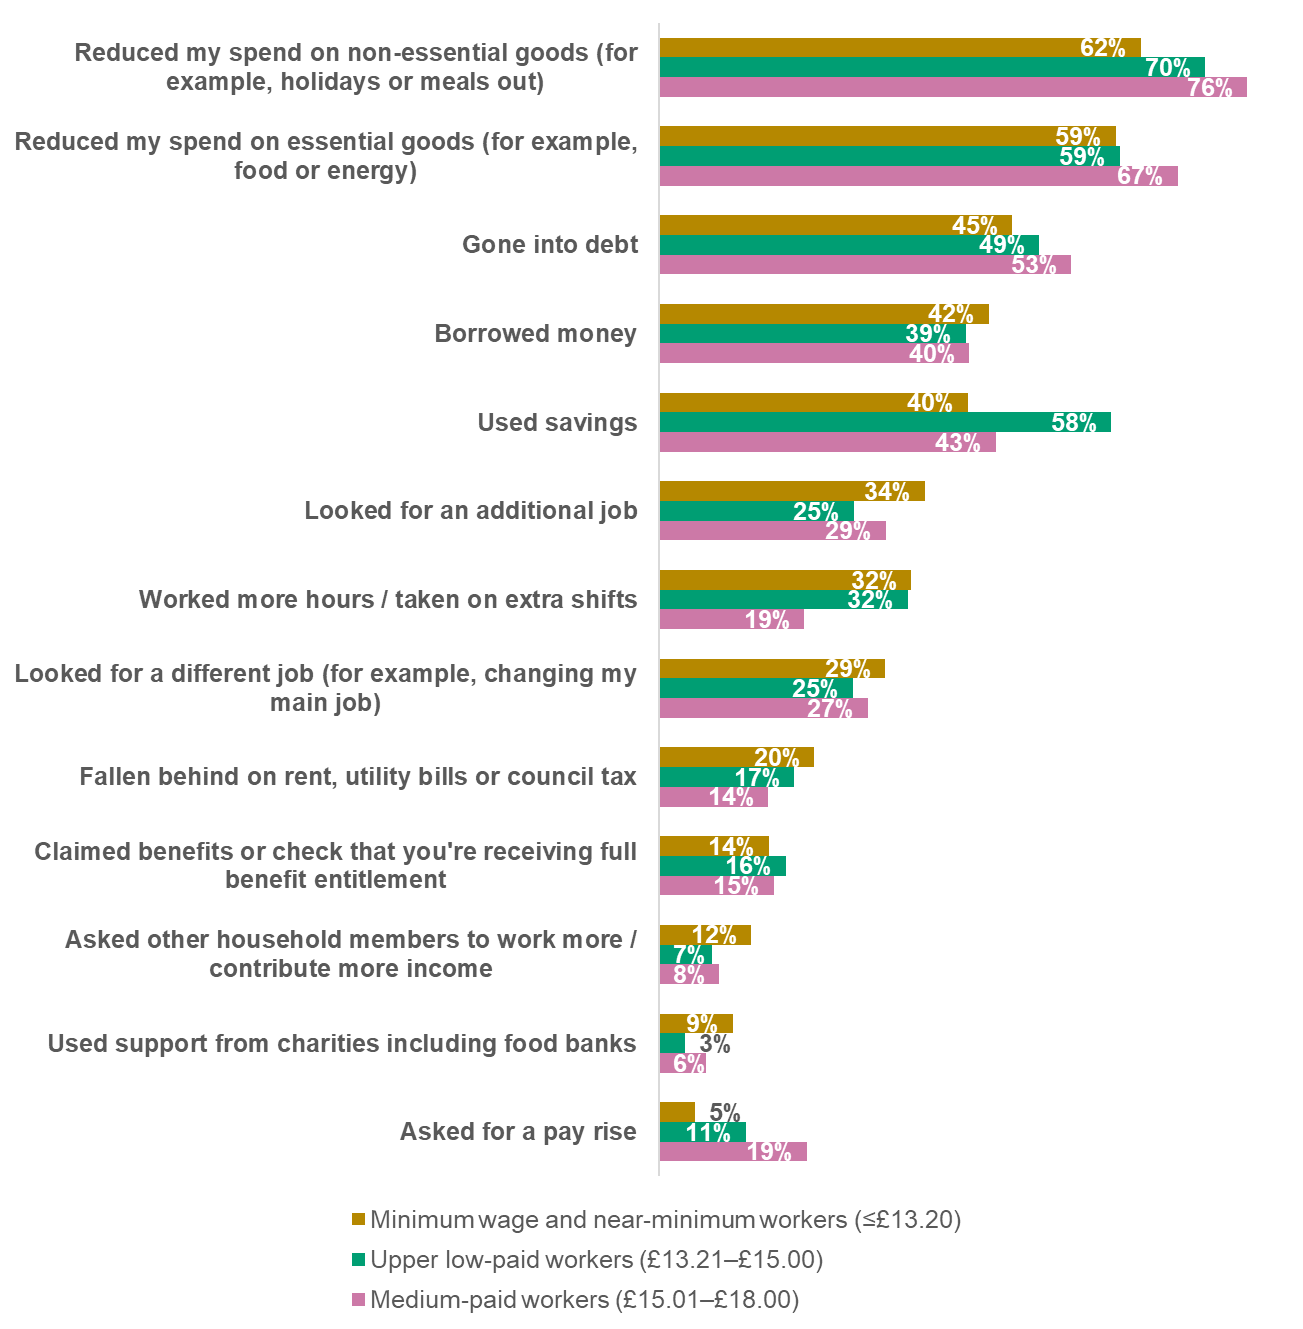 Reduced my spend on non-essential goods (for
example, holidays or meals out)
62%
70%
76%
Reduced my spend on essential goods (for example,
food or energy)
59%
59%
67%
Gone into debt
45%
49%
53%
Borrowed money
42%
39%
40%
Used savings
40%
58%
43%
Looked for an additional job
34%
25%
29%
Worked more hours / taken on extra shifts
32%
32%
19%
Looked for a different job (for example, changing my
main job)
29%
25%
27%
Fallen behind on rent, utility bills or council tax
20%
17%
14%
Claimed benefits or check that you're receiving full
benefit entitlement
14%
16%
15%
Asked other household members to work more /
contribute more income
12%
7%
8%
Used support from charities including food banks
9%
3%
6%
Asked for a pay rise
5%
11%
19%
Minimum wage and near-minimum workers (≤£13.20)
Upper low-paid workers (£13.21–£15.00)
Medium-paid workers (£15.01–£18.00)